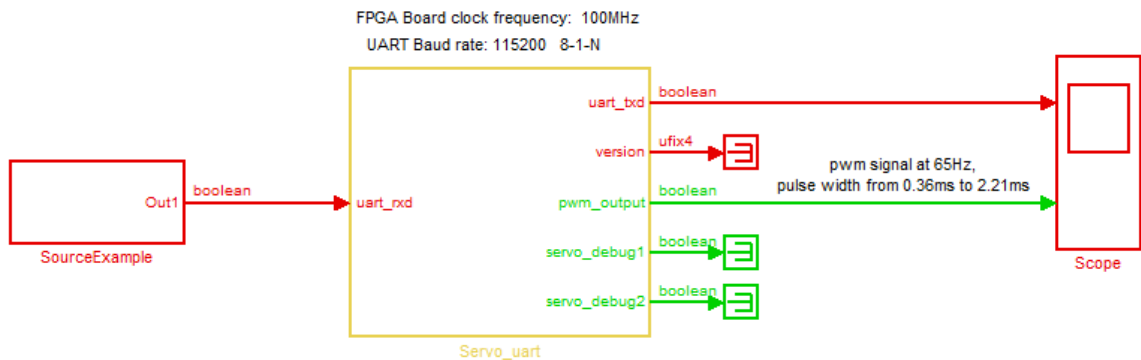 FPGA Board clock frequency: 100MHz
UART Baud rate: 115200 8-1-N
uart_txd
boolean
version
ufix4
pwm signal at 65Hz,
pulse width from 0.36ms to 2.21ms
Out1
boolean
uart_rxd
pwm_output
boolean
servo_debug1
boolean
SourceExample
Scope
servo_debug2
boolean
Servo_uart